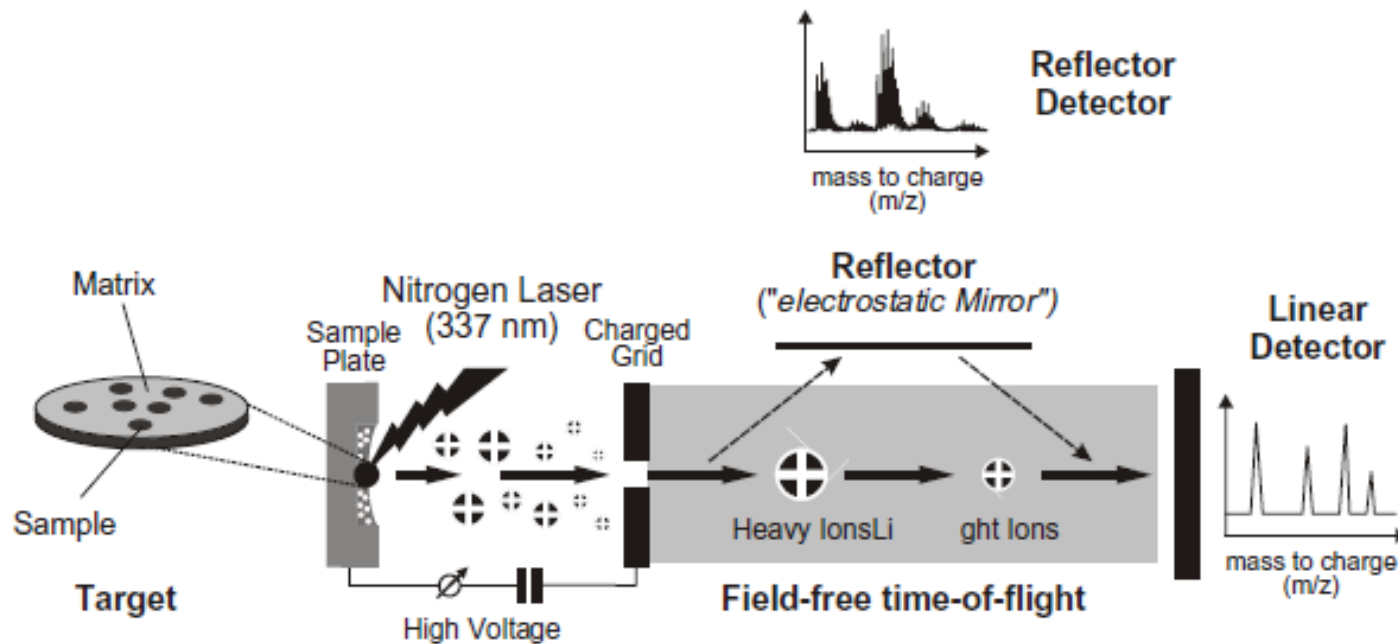 Reflector
Detector
mass to charge
(m/z)
Reflector
("electrostatic Mirror")
Linear
Detector
Matrix
Nitrogen Laser
(337 nm)
Sample
Plate
Charged
Grid
Sample
Heavy IonsLi ght Ions
mass to charge
(m/z)
Target
High Voltage
Field-free time-of-flight